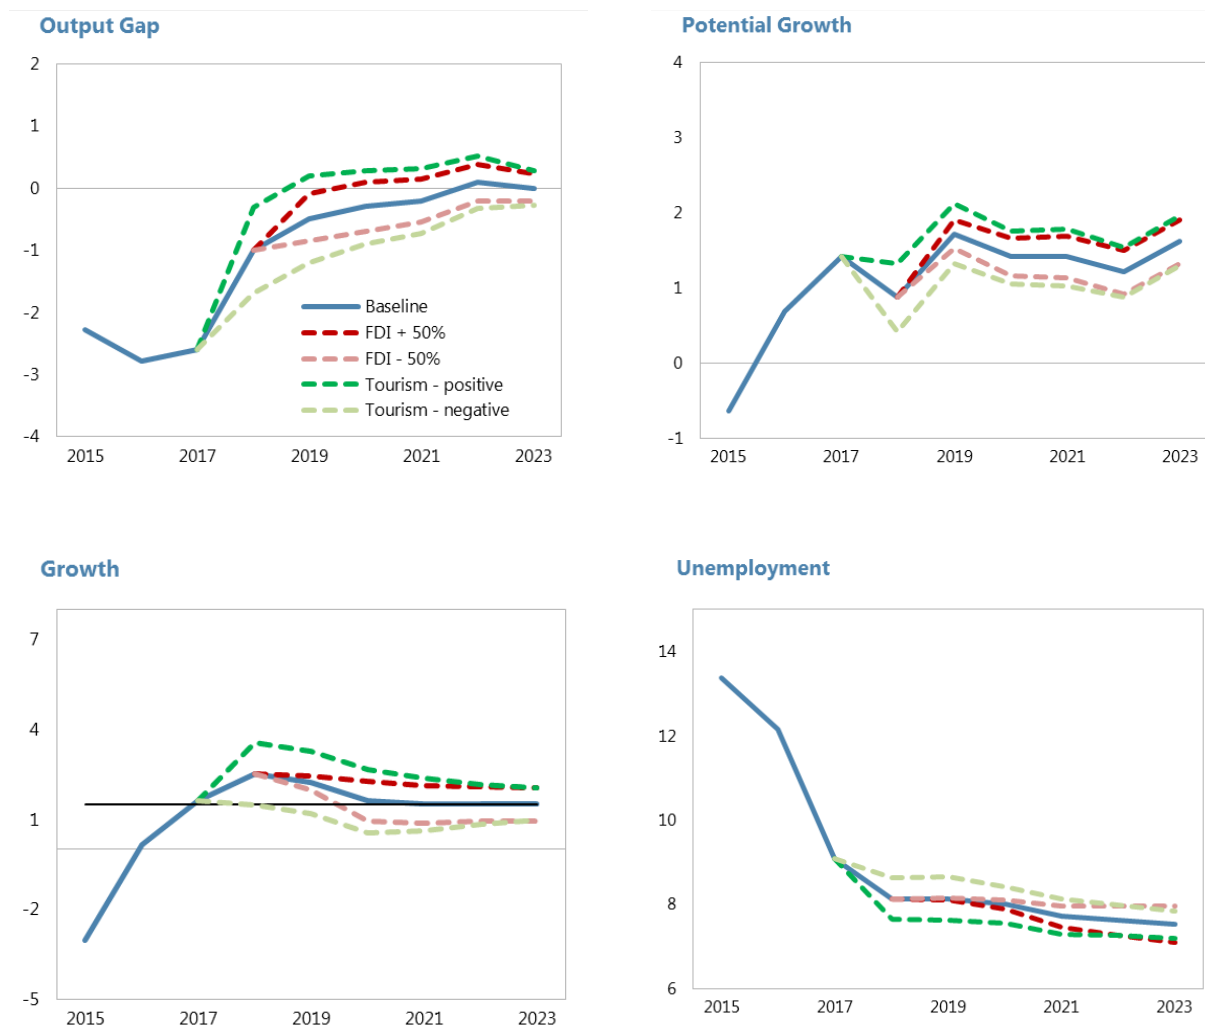 Output Gap
2
1
0
-1
-2
-3
-4
2015 2017 2019 2021 2023
Baseline
FDI + 50%
FDI - 50%
Tourism - positive
Tourism - negative
Potential Growth
4
3
2
1
0
-1
2015 2017 2019 2021 2023
Growth
7
4
1
-2
-5
2015 2017 2019 2021 2023
Unemployment
14
12
10
8
6
2015 2017 2019 2021 2023